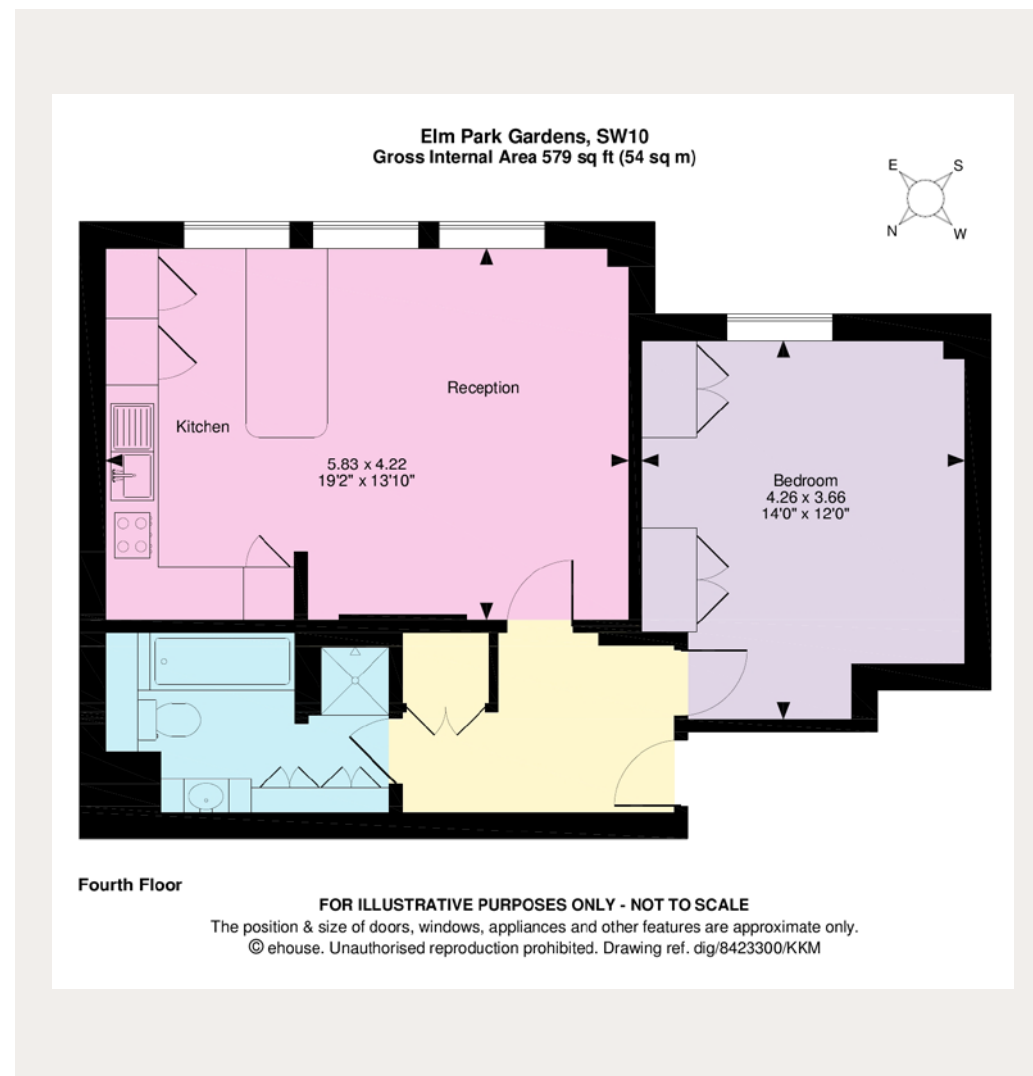 Elm Park Gardens, SW10
Gross Internal Area 579 sq ft (54 sq m)
E S
N W
Reception
Kitchen
5.83 x 4.22
19'2" x 13'10"
Bedroom
4.26 x 3.66
14'0" x 12'0"
Fourth Floor
FOR ILLUSTRATIVE PURPOSES ONLY - NOT TO SCALE
The position & size of doors, windows, appliances and other features are approximate only.
© ehouse. Unauthorised reproduction prohibited. Drawing ref. dig/8423300/KKM